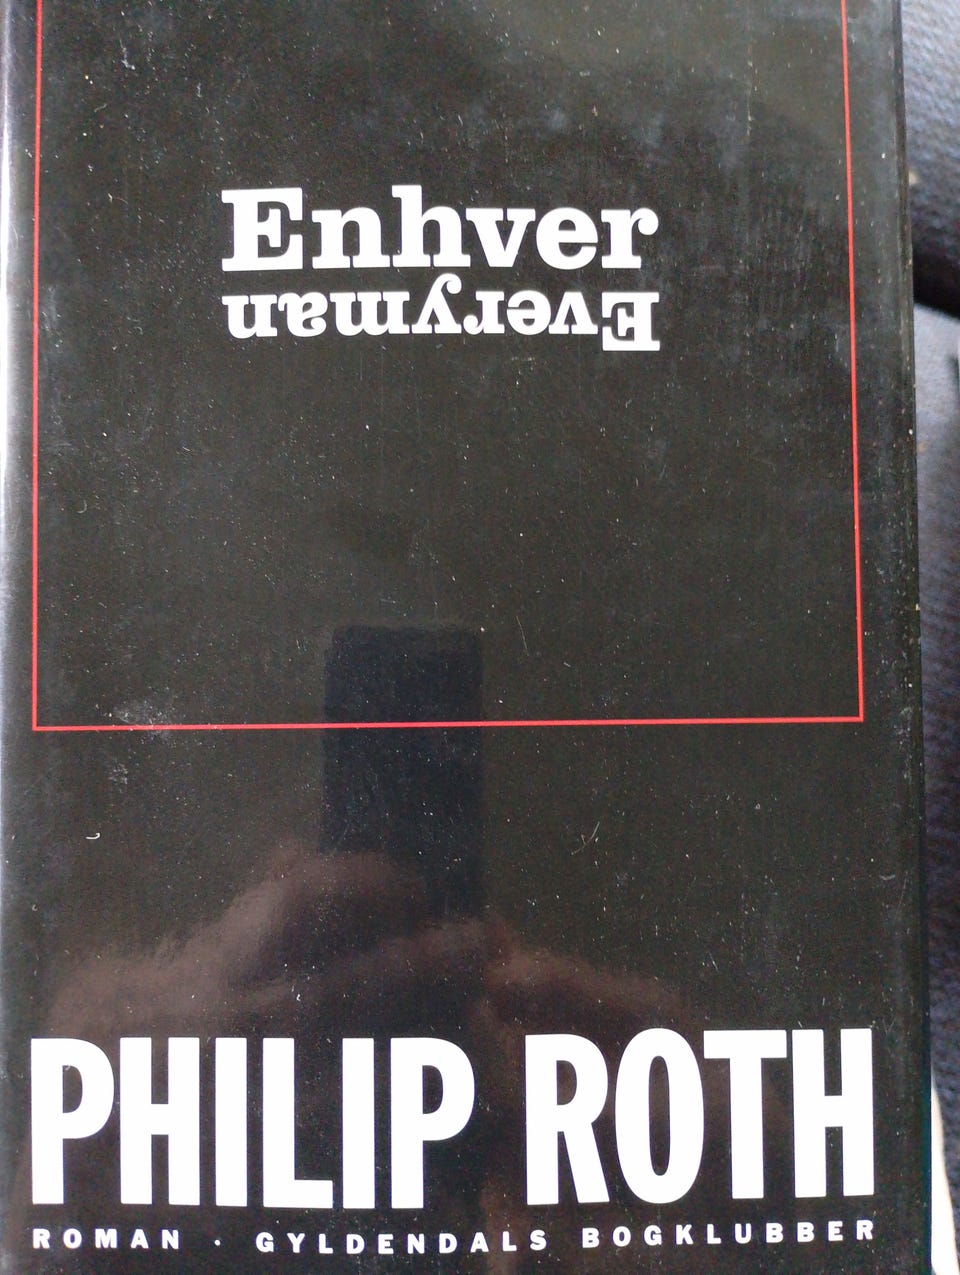 Enhver
Everyman
PHILIP ROTH
ROMAN · GYLDENDALS BOGKLUBBER